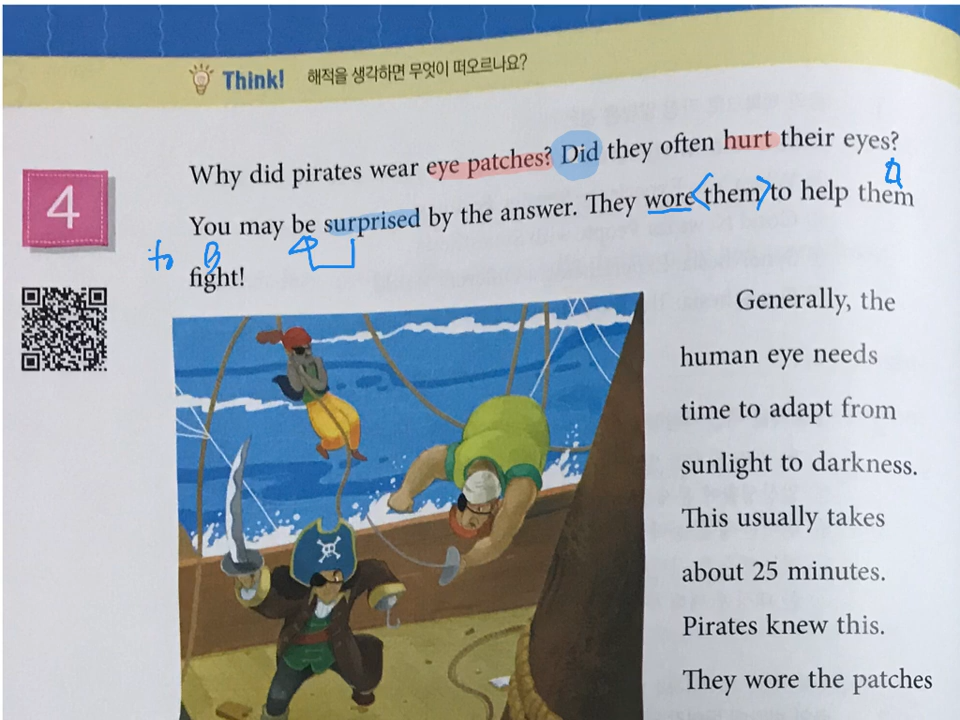 Think! 해적을 생각하면 무엇이 떠오르나요?
4
Why did pirates wear eye patches? Did they often hurt their eyes?
You may be surprised by the answer. They wore <them> to help them
to
fight!
Generally, the
human eye needs
time to adapt from
sunlight to darkness.
This usually takes
about 25 minutes.
Pirates knew this.
They wore the patches